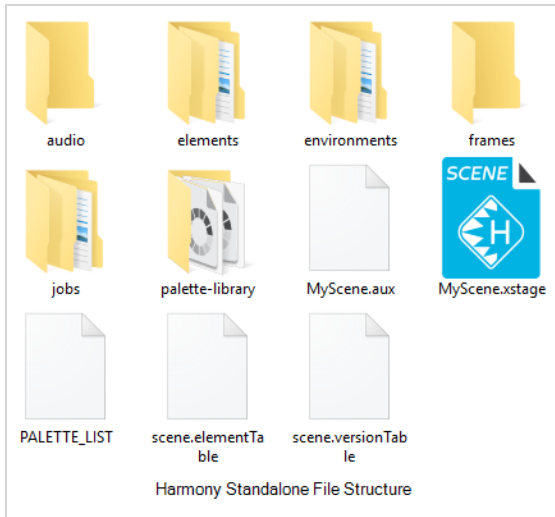 audio
elements
environments
frames
SCENE
H
jobs
palette-library
MyScene.aux
MyScene.xstage
PALETTE_LIST
scene.elementTa
ble
scene.versionTab
le
Harmony Standalone File Structure